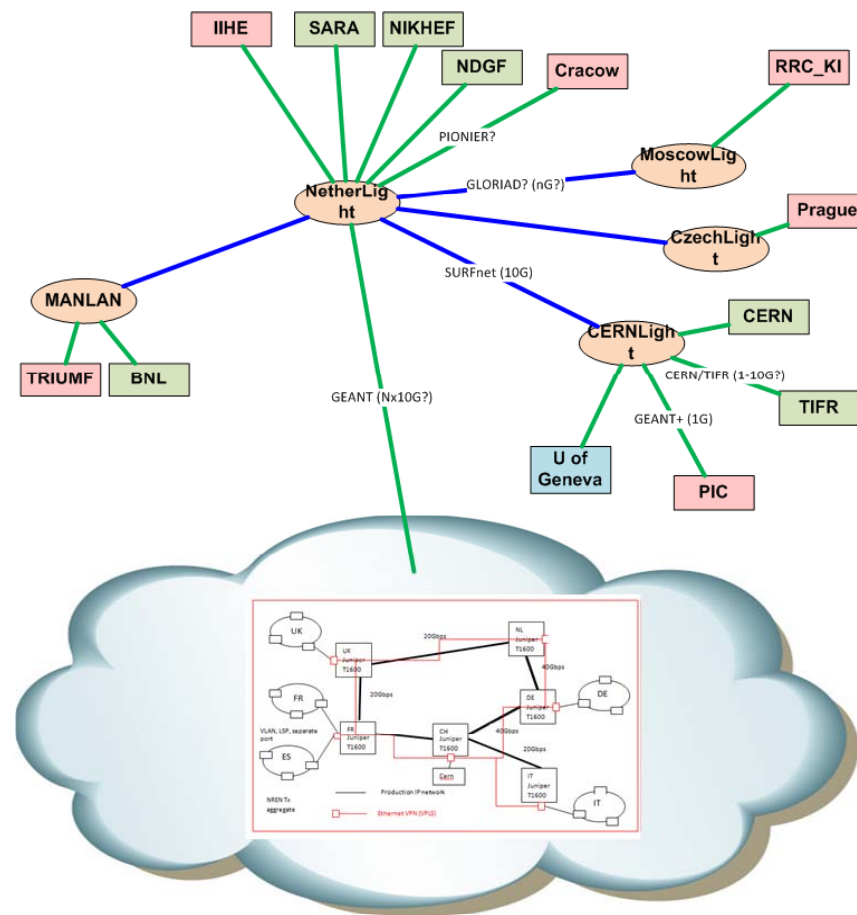 IIHE
SARA
NIKHEF
NDGF
Cracow
RRC_KI
PIONIER?
MoscowLi
ght
NetherLig
ht
GLORIAD? (nG?)
Prague
CzechLigh
t
SURFnet (10G)
MANLAN
CERN
CERNLigh
t
TRIUMF
BNL
CERN/TIFR (1-10G?)
GEANT (Nx10G?)
TIFR
GEANT+ (1G)
U of
Geneva
PIC
UK
20Gbps
NL
Juniper
T1600
UK
Juniper
T1600
40Gbps
20Gbps
FR
DE
Juniper
T1600
DE
VLAN, LSP, separate
port
FR
Juniper
T1600
CH
Juniper
T1600
40Gbps
20Gbps
ES
Cern
IT
Juniper
T1600
IT
Production IP network
NREN Tx
aggregate
Ethernet VPN (VPLS)